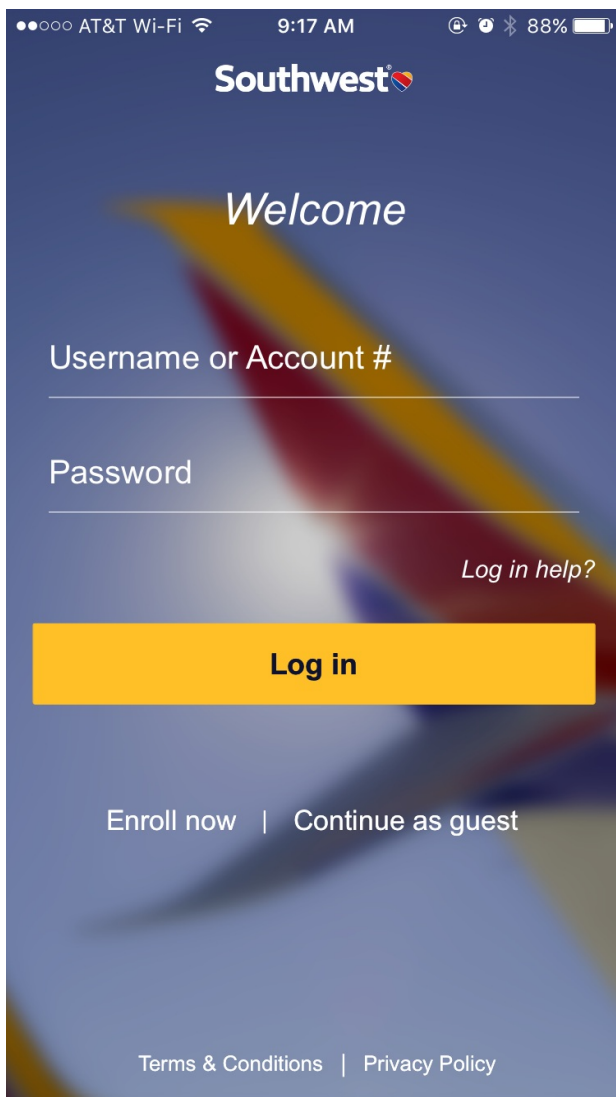 AT&T Wi-Fi 9:17 AM 88%
Southwest®
Welcome
Username or Account #
Password
Log in help?
Log in
Enroll now | Continue as guest
Terms & Conditions | Privacy Policy